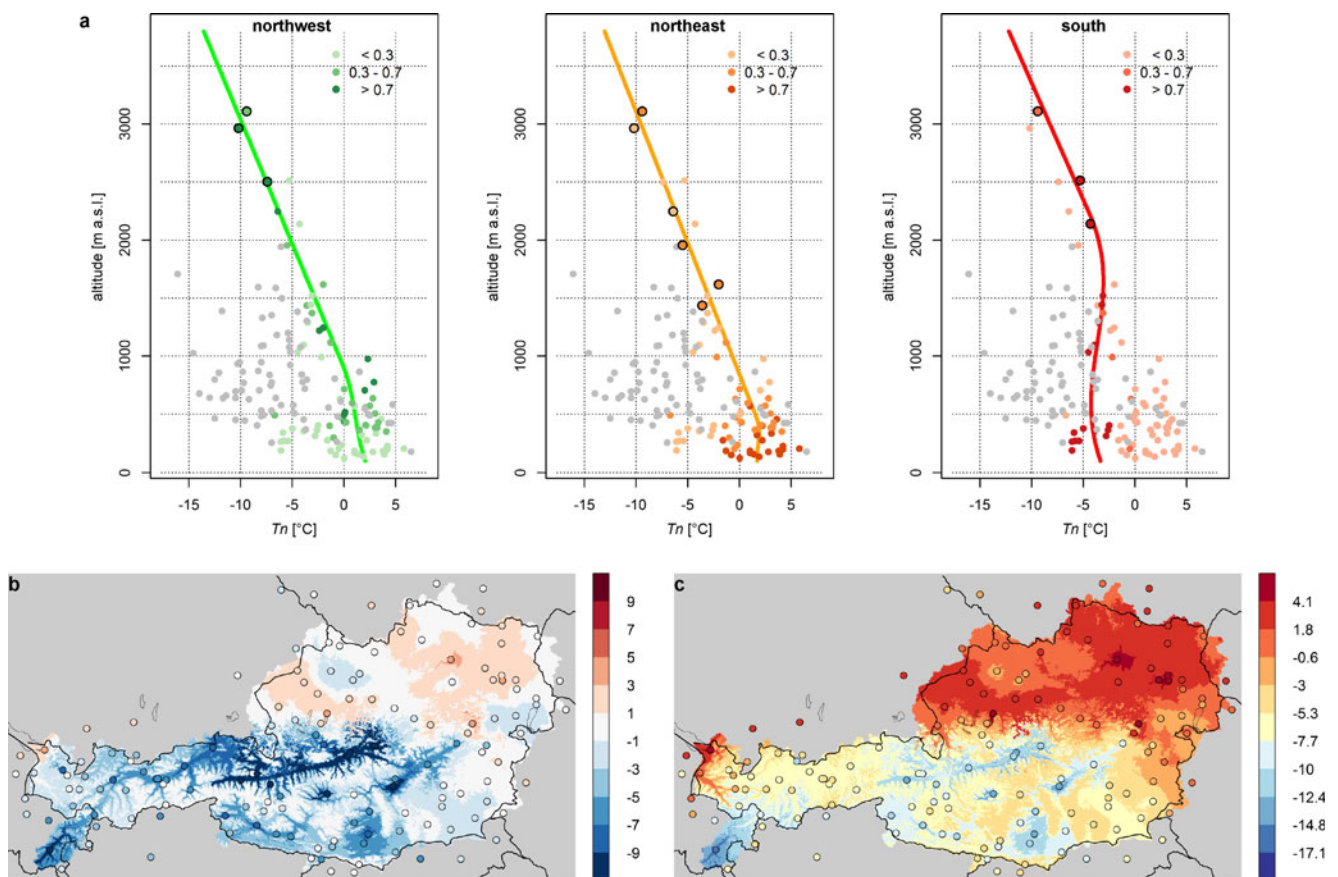 a
northwest
< 0.3
0.3 - 0.7
> 0.7
altitude [m a.s.l.]
3000
2000
1000
0
-15 -10 -5 0 5
Tn [°C]
northeast
< 0.3
0.3 - 0.7
> 0.7
altitude [m a.s.l.]
3000
2000
1000
0
-15 -10 -5 0 5
Tn [°C]
south
< 0.3
0.3 - 0.7
> 0.7
altitude [m a.s.l.]
3000
2000
1000
0
-15 -10 -5 0 5
Tn [°C]
b
9
7
5
3
1
-1
-3
-5
-7
-9
c
4.1
1.8
-0.6
-3
-5.3
-7.7
-10
-12.4
-14.8
-17.1